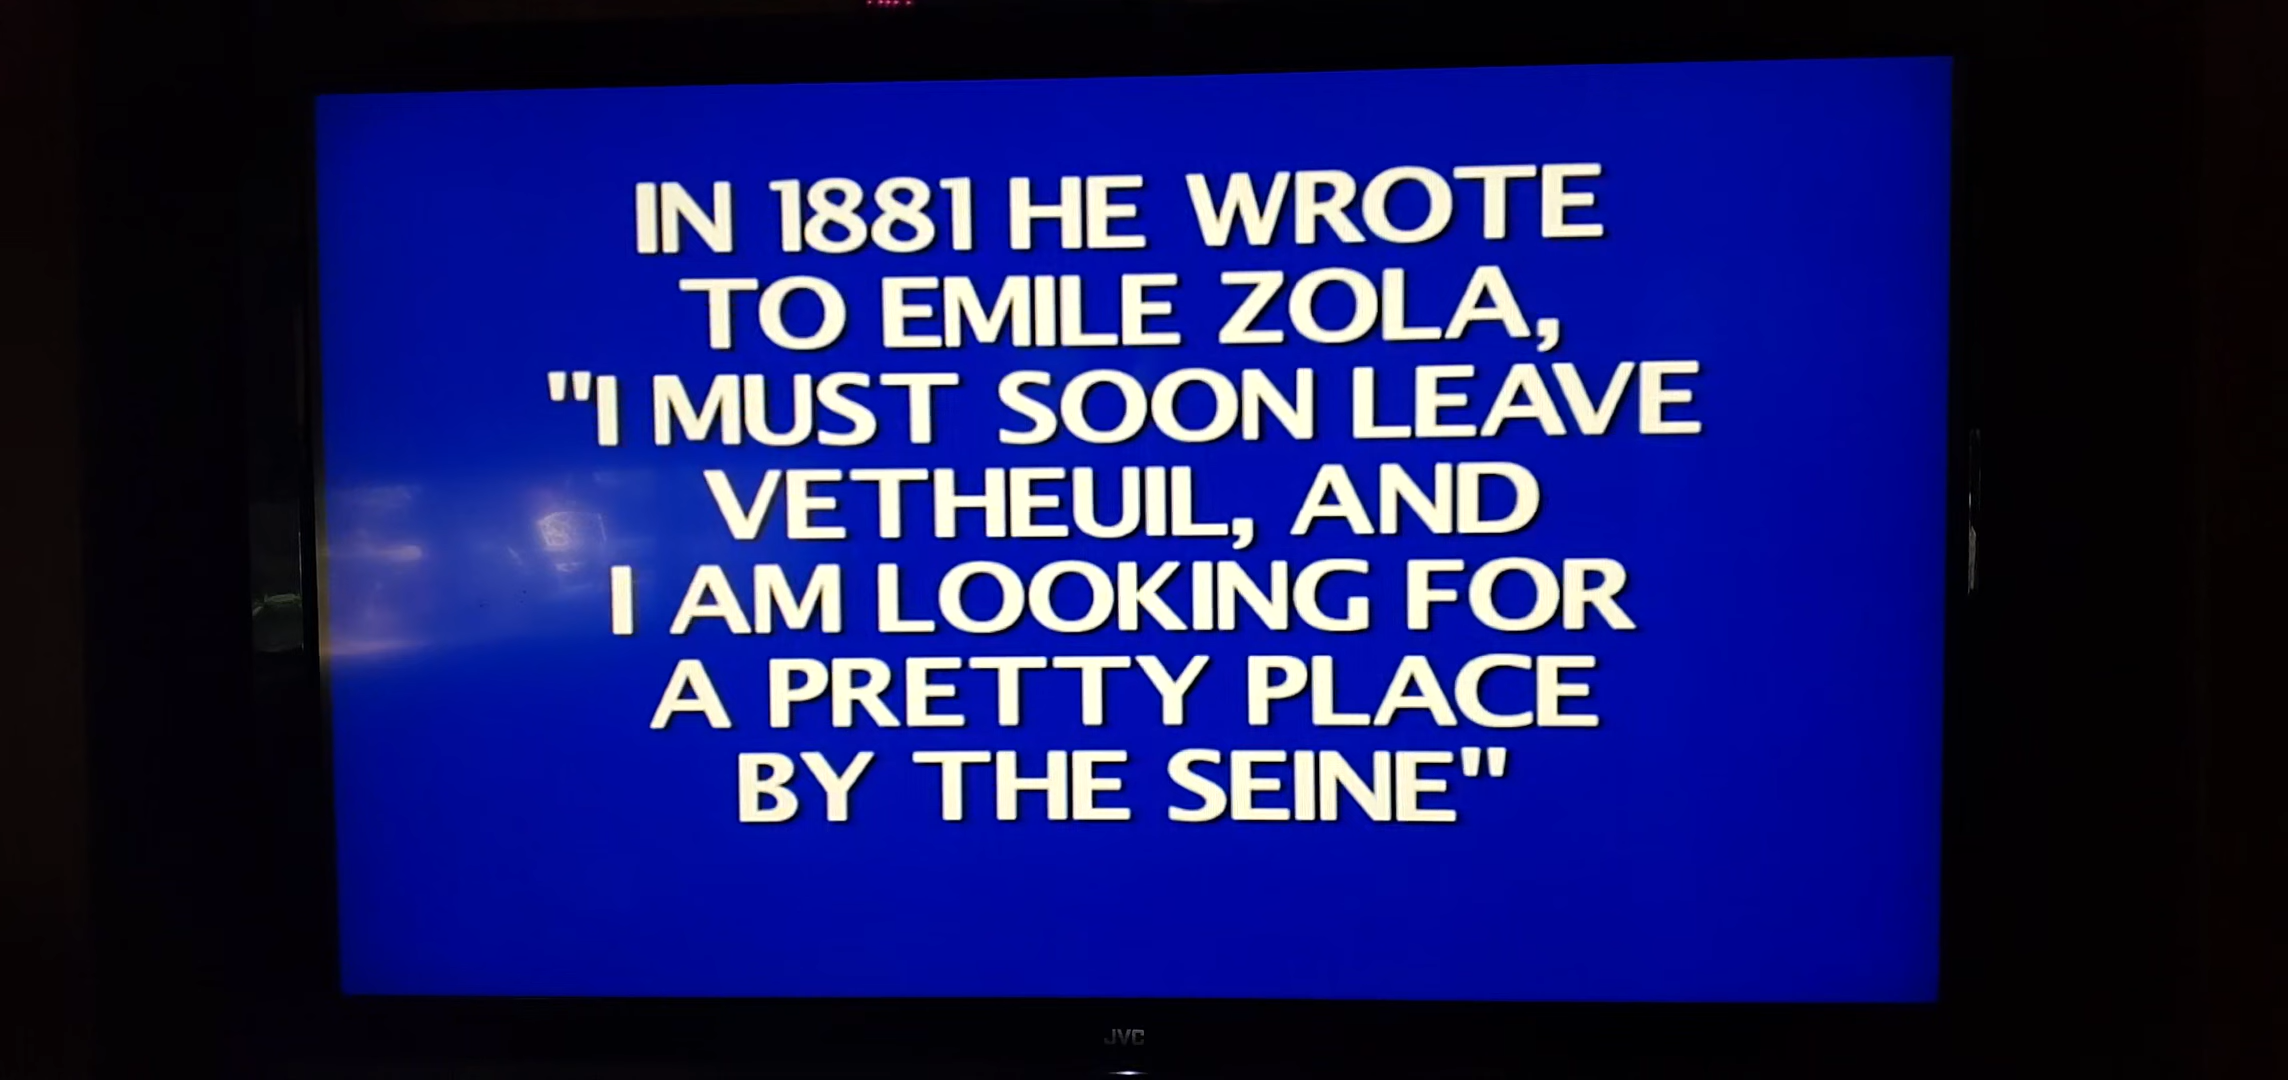 IN 1881 HE WROTE
TO EMILE ZOLA,
"I MUST SOON LEAVE
VETHEUIL, AND
I AM LOOKING FOR
A PRETTY PLACE
BY THE SEINE"
JVC